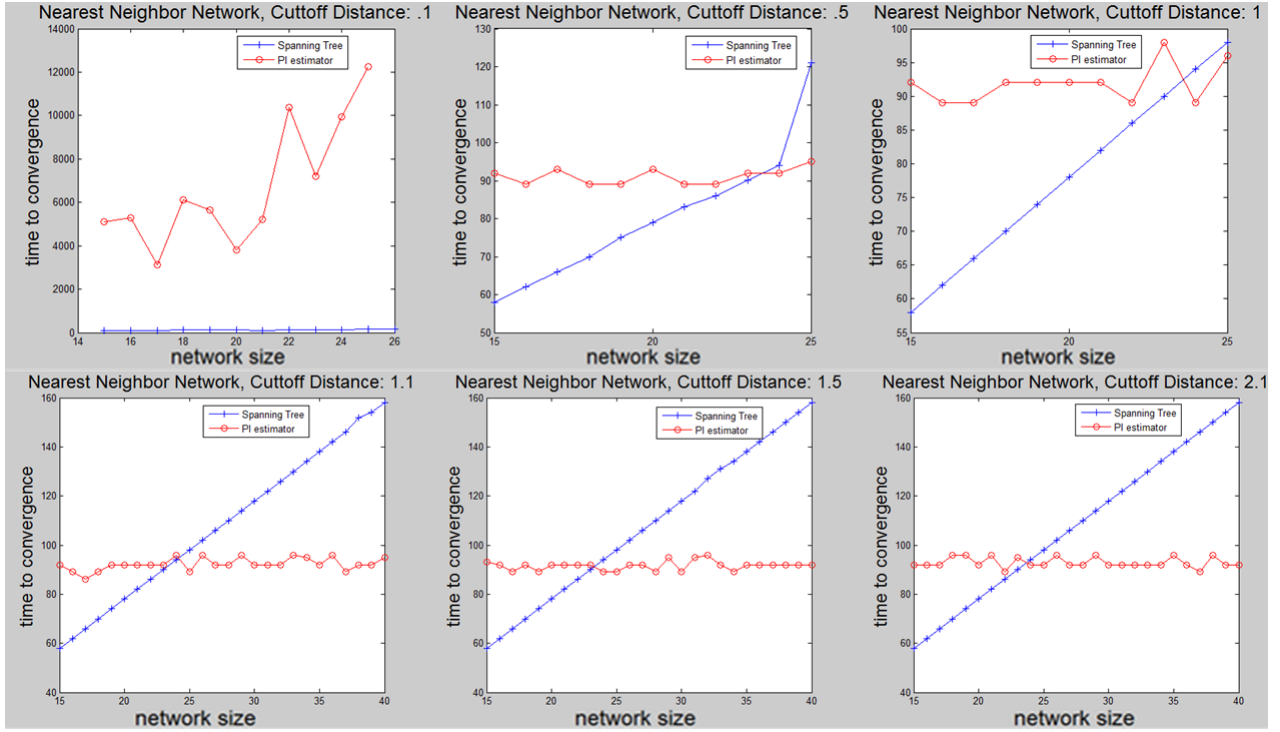 Nearest Neighbor Network, Cuttoff Distance: .1
14000
12000
10000
8000
6000
4000
2000
0
14 16 18 20 22 24 26
time to convergence
network size
Spanning Tree
PI estimator
Nearest Neighbor Network, Cuttoff Distance: .5
130
120
110
100
90
80
70
60
50
15 20 25
time to convergence
network size
Spanning Tree
PI estimator
Nearest Neighbor Network, Cuttoff Distance: 1
100
95
90
85
80
75
70
65
60
55
15 20 25
time to convergence
network size
Spanning Tree
PI estimator
Nearest Neighbor Network, Cuttoff Distance: 1.1
160
140
120
100
80
60
40
15 20 25 30 35 40
time to convergence
network size
Spanning Tree
PI estimator
Nearest Neighbor Network, Cuttoff Distance: 1.5
160
140
120
100
80
60
40
15 20 25 30 35 40
time to convergence
network size
Spanning Tree
PI estimator
Nearest Neighbor Network, Cuttoff Distance: 2.1
160
140
120
100
80
60
40
15 20 25 30 35 40
time to convergence
network size
Spanning Tree
PI estimator